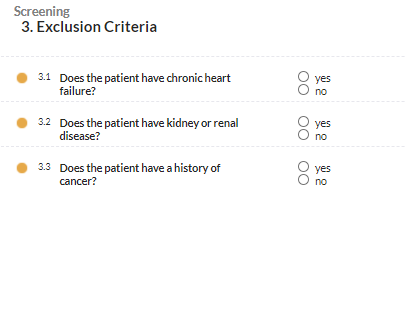 Screening
3. Exclusion Criteria
3.1 Does the patient have chronic heart
failure?
yes
no
3.2 Does the patient have kidney or renal
disease?
yes
no
3.3 Does the patient have a history of
cancer?
yes
no